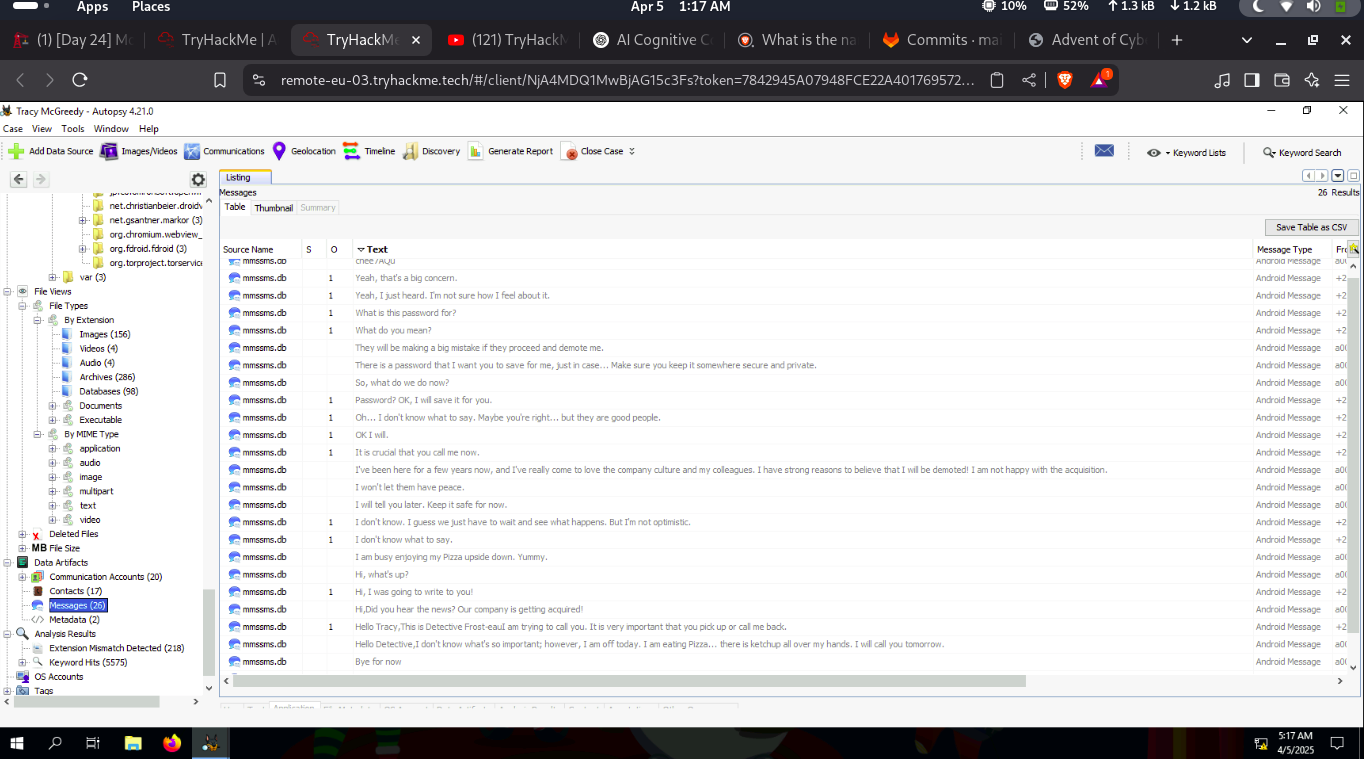 Apps Places Apr 5 1:17 AM 10% 52% 1.3 kB 1.2 kB
(1) [Day 24] Mo TryHackMe | A TryHackMe × (121) TryHackM AI Cognitive Co What is the na Commits · mai Advent of Cyb
remote-eu-03.tryhackme.tech/#/client/NjA4MDQ1MwBjAG15c3Fs?token=7842945A07948FCE22A401769572... 1
Tracy McGreedy - Autopsy 4.21.0
Case View Tools Window Help
Add Data Source Images/Videos Communications Geolocation Timeline Discovery Generate Report Close Case Keyword Lists Keyword Search
Listing
Messages 26 Results
Table Thumbnail Summary
Save Table as CSV
Source Name S O Text Message Type Fro
mmssms.db chee7AQu Android Message a00
mmssms.db 1 Yeah, that's a big concern. Android Message +2
mmssms.db 1 Yeah, I just heard. I'm not sure how I feel about it. Android Message +2
mmssms.db 1 What is this password for? Android Message +2
mmssms.db 1 What do you mean? Android Message +2
mmssms.db They will be making a big mistake if they proceed and demote me. Android Message a00
mmssms.db There is a password that I want you to save for me, just in case... Make sure you keep it somewhere secure and private. Android Message a00
mmssms.db So, what do we do now? Android Message a00
mmssms.db 1 Password? OK, I will save it for you. Android Message +2
mmssms.db 1 Oh... I don't know what to say. Maybe you're right... but they are good people. Android Message +2
mmssms.db 1 OK I will. Android Message +2
mmssms.db 1 It is crucial that you call me now. Android Message +2
mmssms.db I've been here for a few years now, and I've really come to love the company culture and my colleagues. I have strong reasons to believe that I will be demoted! I am not happy with the acquisition. Android Message a00
mmssms.db I won't let them have peace. Android Message a00
mmssms.db I will tell you later. Keep it safe for now. Android Message a00
mmssms.db 1 I don't know. I guess we just have to wait and see what happens. But I'm not optimistic. Android Message +2
mmssms.db 1 I don't know what to say. Android Message +2
mmssms.db I am busy enjoying my Pizza upside down. Yummy. Android Message a00
mmssms.db Hi, what's up? Android Message a00
mmssms.db 1 Hi, I was going to write to you! Android Message +2
mmssms.db Hi,Did you hear the news? Our company is getting acquired! Android Message a00
mmssms.db 1 Hello Tracy,This is Detective Frost-eauI am trying to call you. It is very important that you pick up or call me back. Android Message +2
mmssms.db Hello Detective,I don't know what's so important; however, I am off today. I am eating Pizza... there is ketchup all over my hands. I will call you tomorrow. Android Message a00
mmssms.db Bye for now Android Message a00
net.christianbeier.droidv
net.gsantner.markor (3)
org.chromium.webview_
org.fdroid.fdroid (3)
org.torproject.torservice
var (3)
File Views
File Types
By Extension
Images (156)
Videos (4)
Audio (4)
Archives (286)
Databases (98)
Documents
Executable
By MIME Type
application
audio
image
multipart
text
video
Deleted Files
MB File Size
Data Artifacts
Communication Accounts (20)
Contacts (17)
Messages (26)
Metadata (2)
Analysis Results
Extension Mismatch Detected (218)
Keyword Hits (5575)
OS Accounts
Tags
5:17 AM
4/5/2025